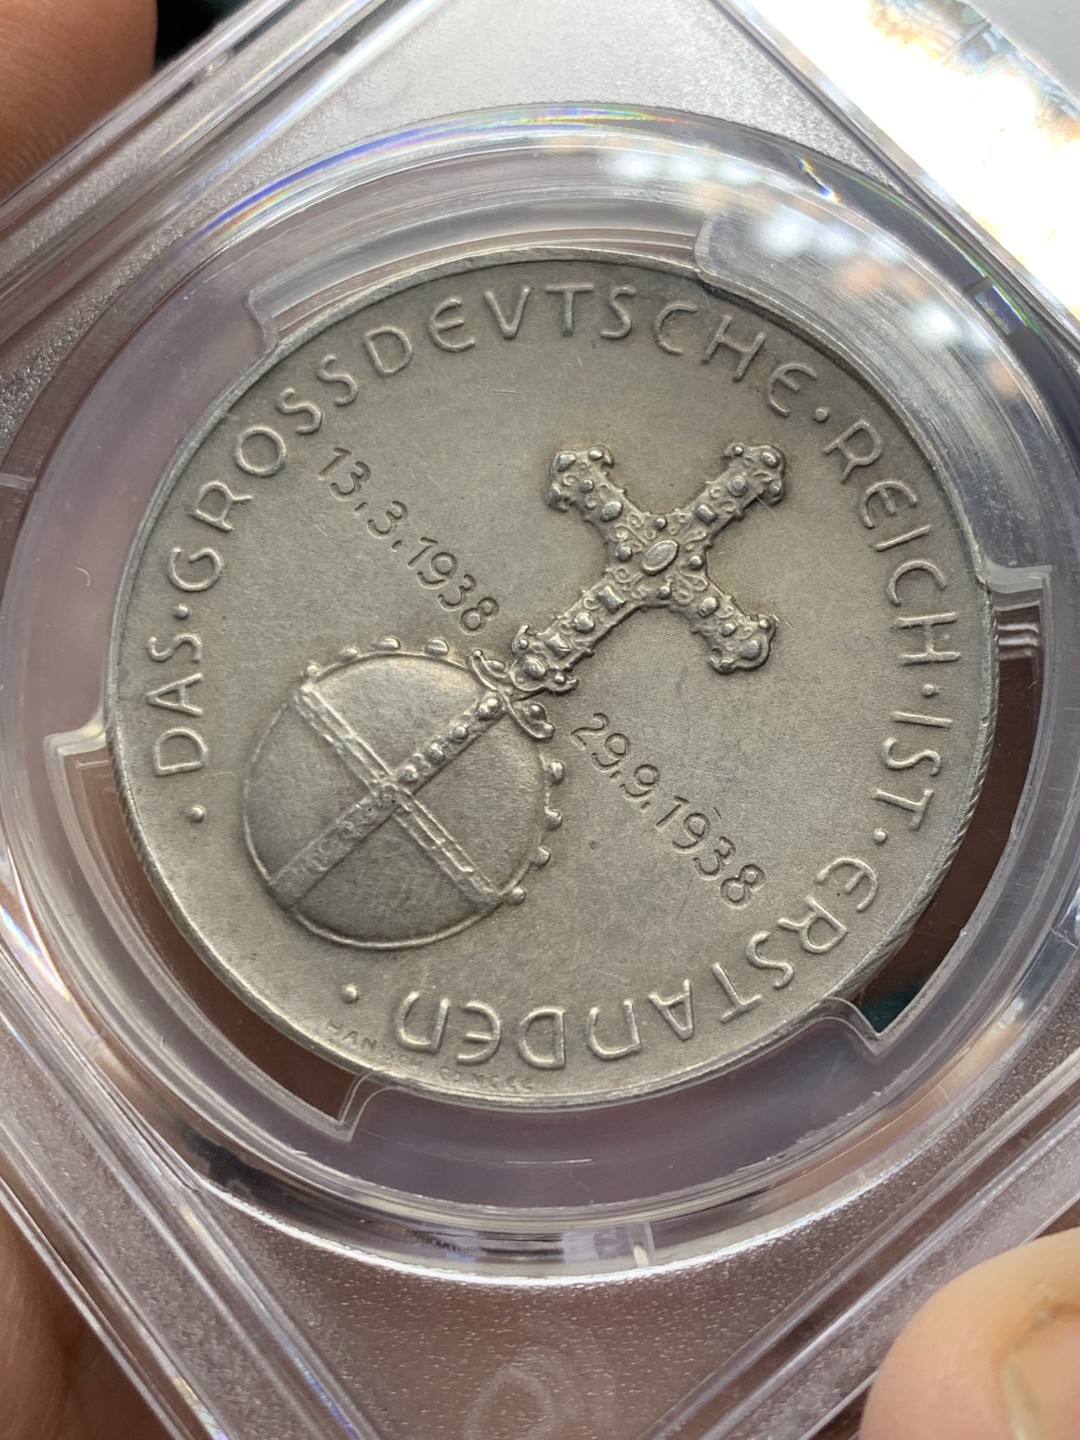 · DAS · GROSSDEVTSCHE · REICH · IST · ERSTANDEN ·
13.3.1938
29.9.1938